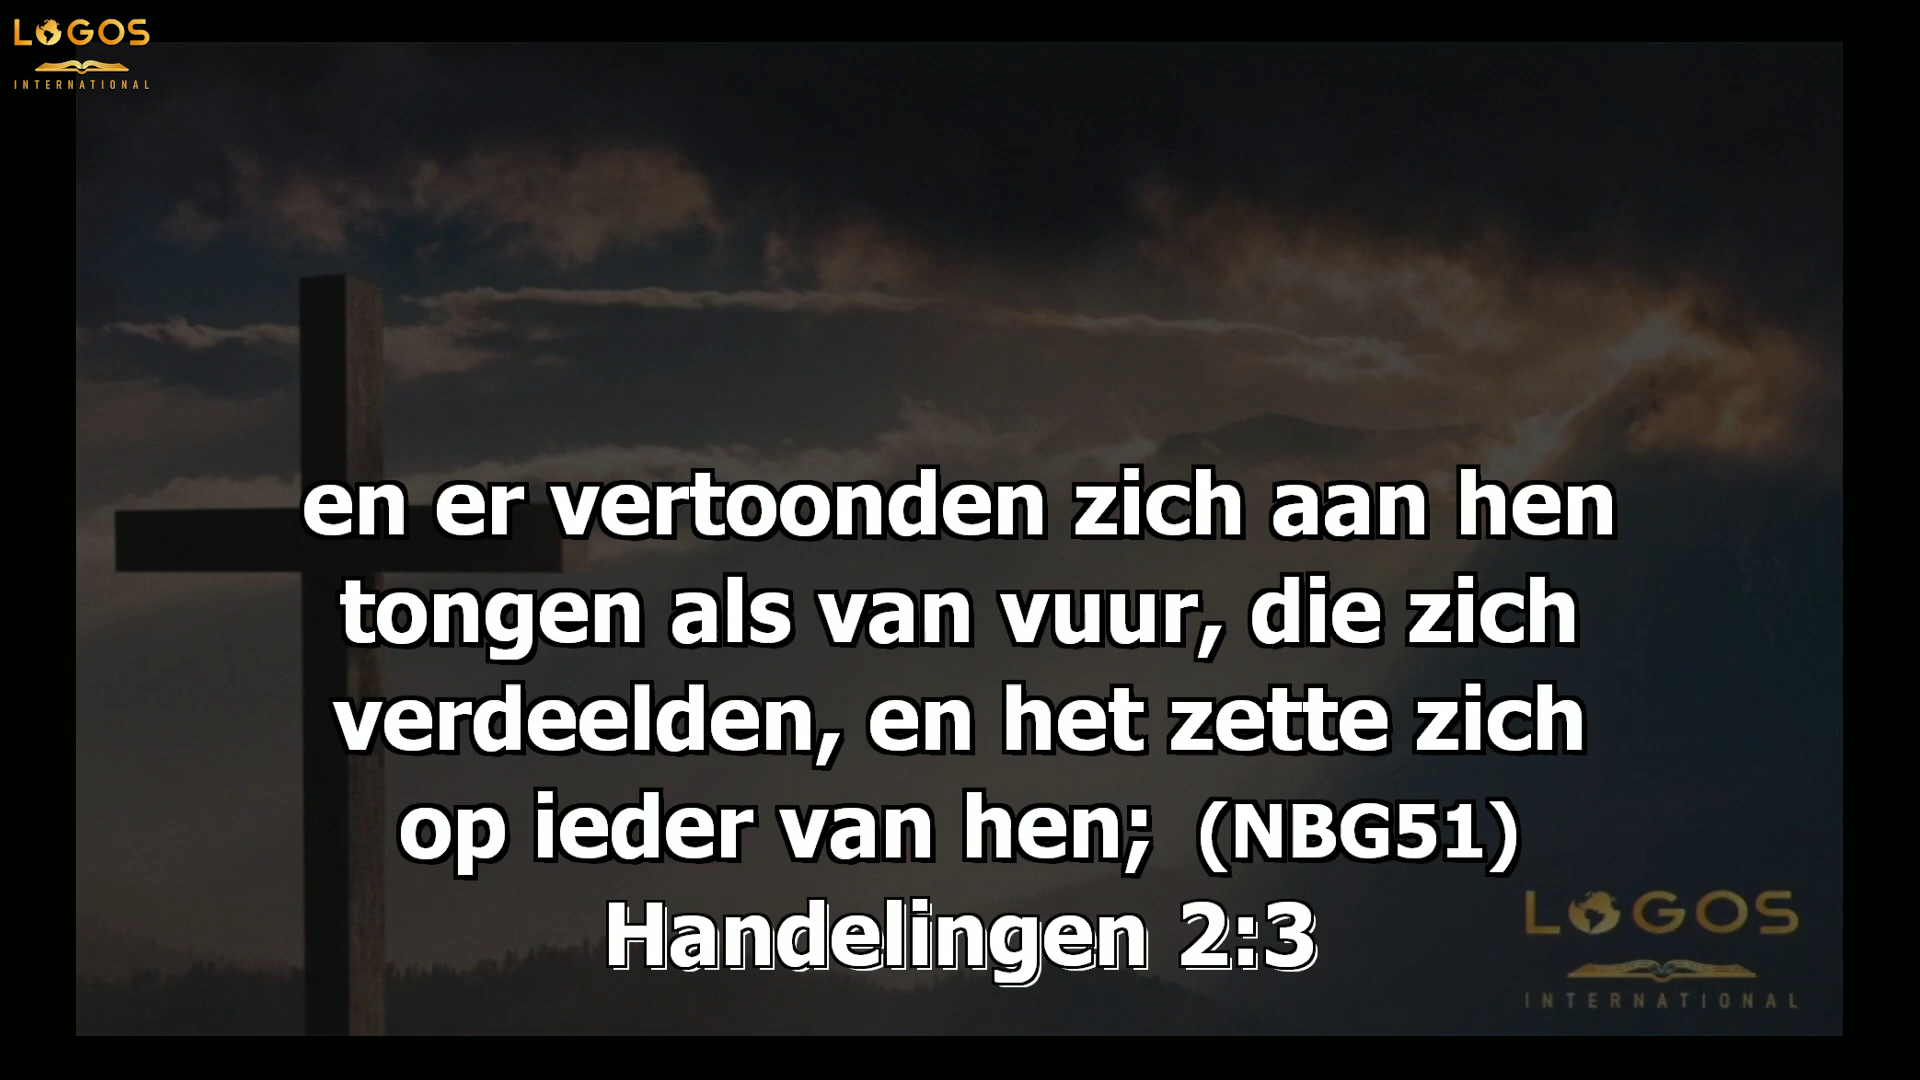 LOGOS
INTERNATIONAL
en er vertoonden zich aan hen
tongen als van vuur, die zich
verdeelden, en het zette zich
op ieder van hen; (NBG51)
Handelingen 2:3
LOGOS
INTERNATIONAL